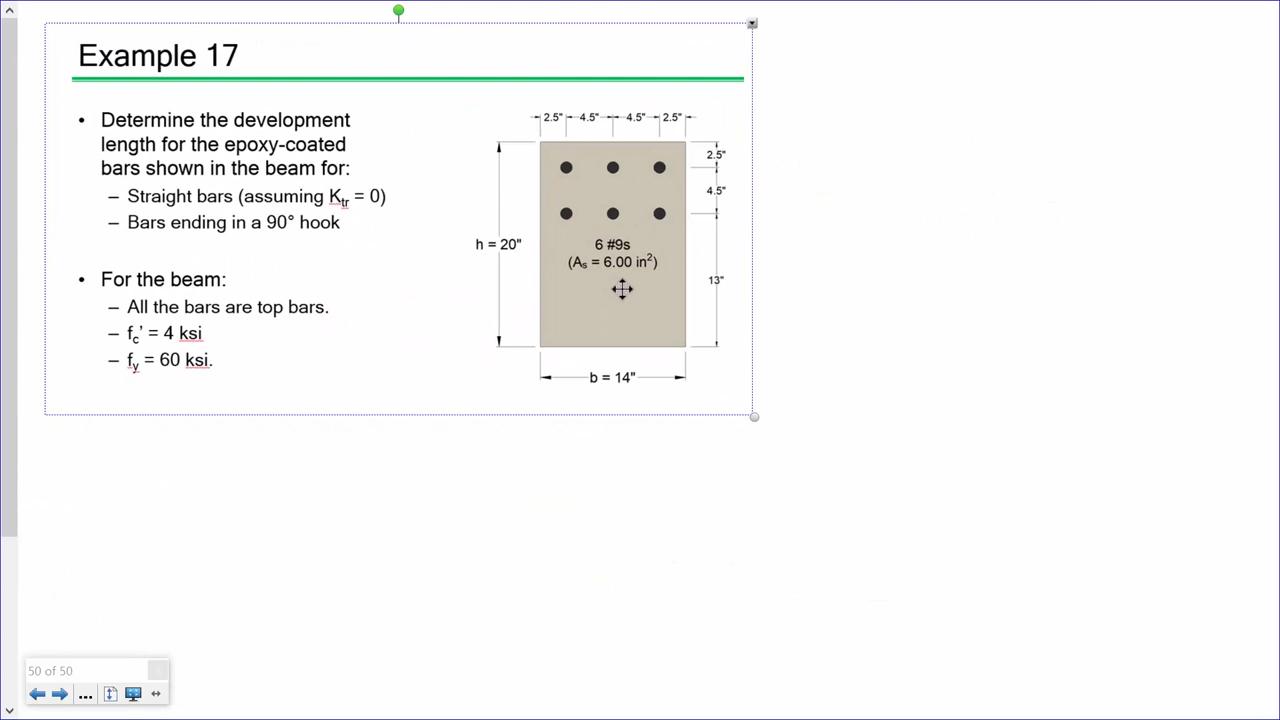 Example 17
• Determine the development
length for the epoxy-coated
bars shown in the beam for:
– Straight bars (assuming Ktr = 0)
– Bars ending in a 90° hook
• For the beam:
– All the bars are top bars.
– fc' = 4 ksi
– fy = 60 ksi.
2.5" 4.5" 4.5" 2.5"
2.5"
4.5"
h = 20"
6 #9s
(As = 6.00 in²)
13"
b = 14"
50 of 50
...